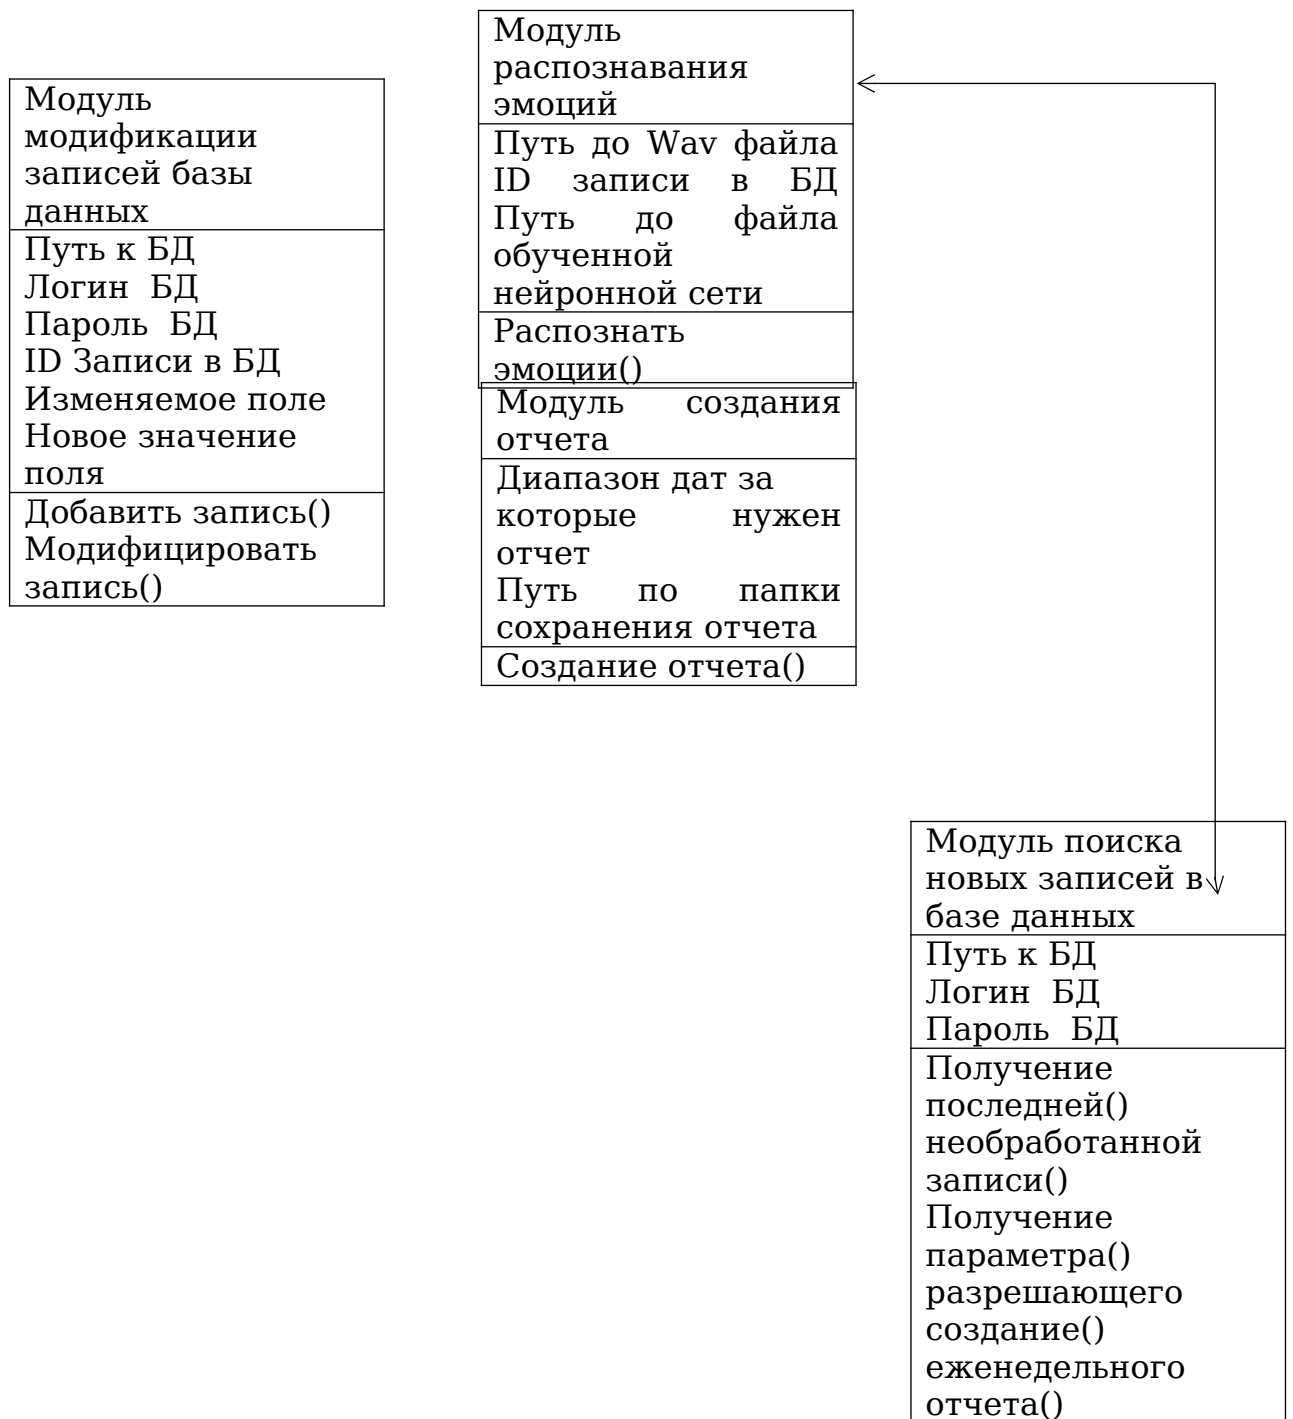 Модуль
модификации
записей базы
данных
Путь к БД
Логин БД
Пароль БД
ID Записи в БД
Изменяемое поле
Новое значение
поля
Добавить запись()
Модифицировать
запись()
Модуль
распознавания
эмоций
Путь до Wav файла
ID записи в БД
Путь до файла
обученной
нейронной сети
Распознать
эмоции()
Модуль создания
отчета
Диапазон дат за
которые нужен
отчет
Путь по папки
сохранения отчета
Создание отчета()
Модуль поиска
новых записей в
базе данных
Путь к БД
Логин БД
Пароль БД
Получение
последней()
необработанной
записи()
Получение
параметра()
разрешающего
создание()
еженедельного
отчета()